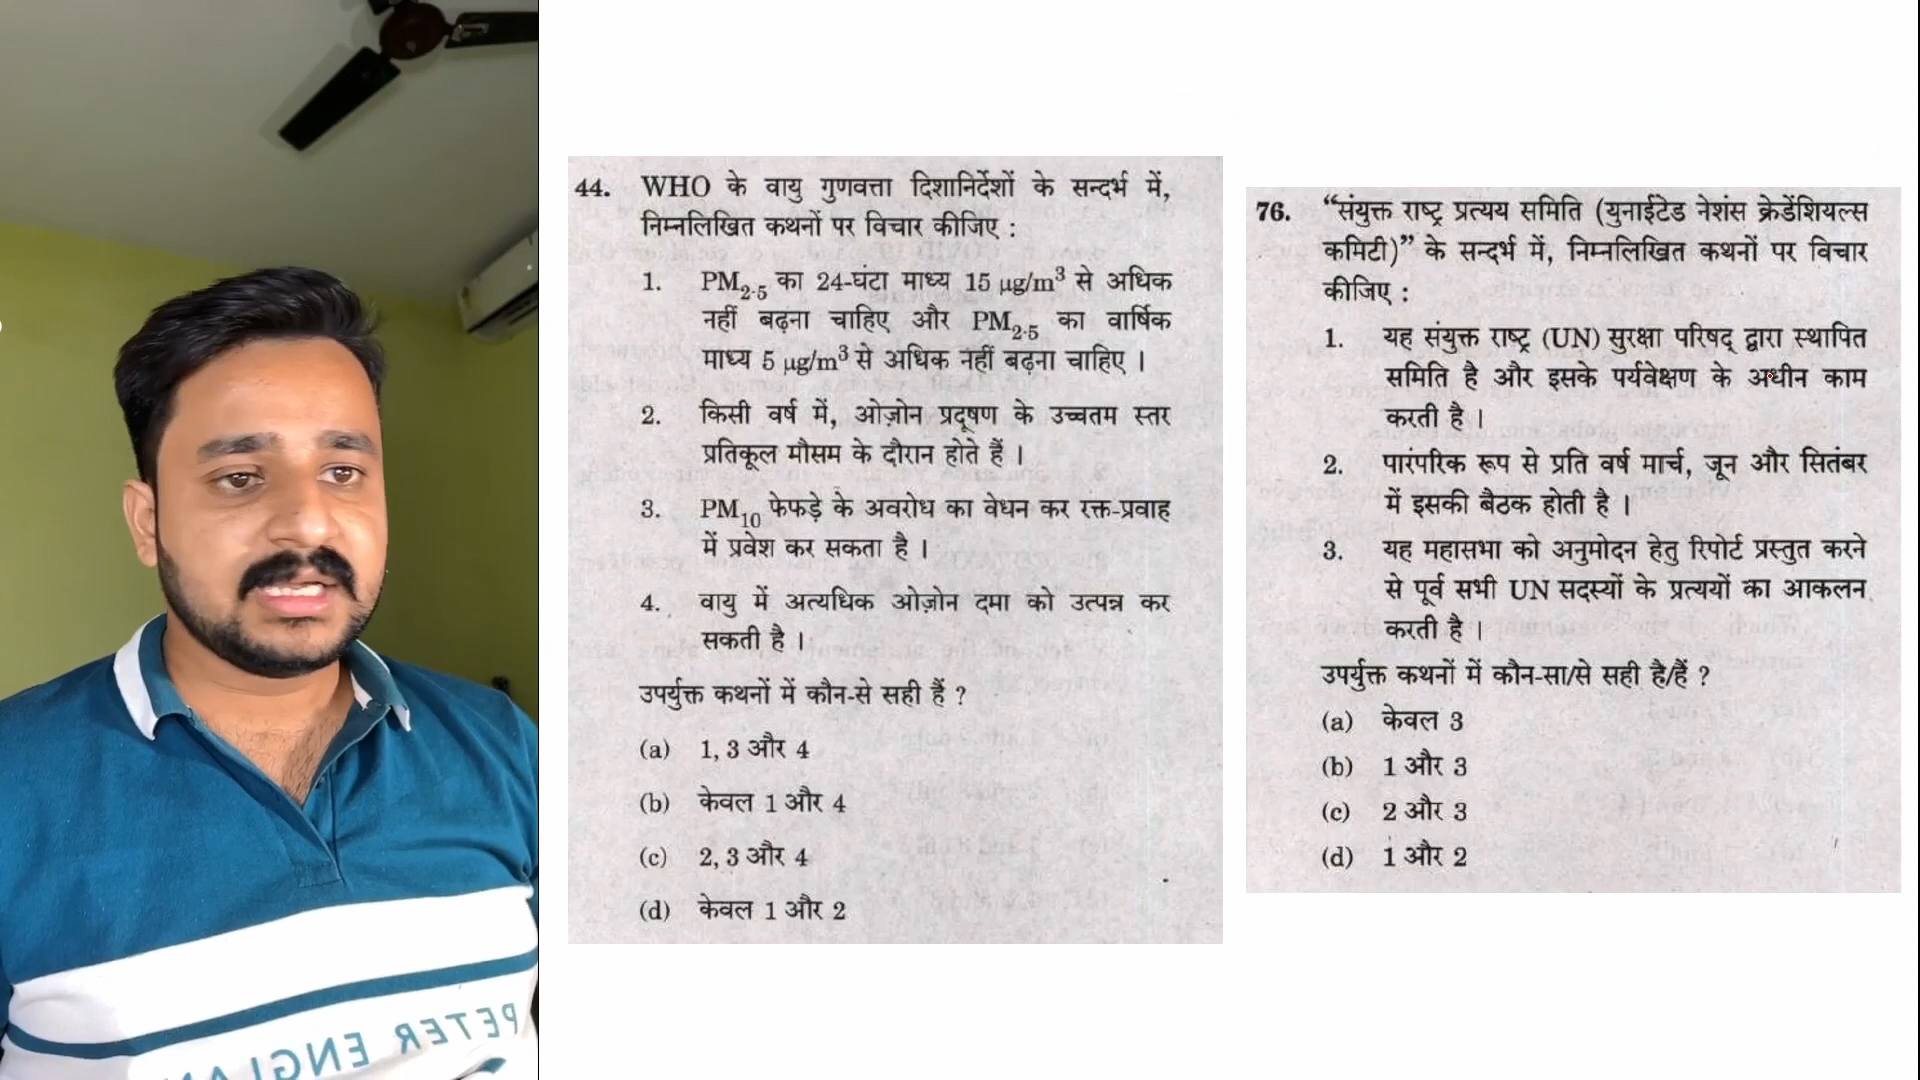 44. WHO के वायु गुणवत्ता दिशानिर्देशों के सन्दर्भ में,
निम्नलिखित कथनों पर विचार कीजिए :
1. PM2·5 का 24-घंटा माध्य 15 µg/m³ से अधिक
नहीं बढ़ना चाहिए और PM2·5 का वार्षिक
माध्य 5 µg/m³ से अधिक नहीं बढ़ना चाहिए ।
2. किसी वर्ष में, ओज़ोन प्रदूषण के उच्चतम स्तर
प्रतिकूल मौसम के दौरान होते हैं ।
3. PM10 फेफड़े के अवरोध का वेधन कर रक्त-प्रवाह
में प्रवेश कर सकता है ।
4. वायु में अत्यधिक ओज़ोन दमा को उत्पन्न कर
सकती है ।
उपर्युक्त कथनों में कौन-से सही हैं ?
(a) 1, 3 और 4
(b) केवल 1 और 4
(c) 2, 3 और 4
(d) केवल 1 और 2
76. “संयुक्त राष्ट्र प्रत्यय समिति (युनाईटेड नेशंस क्रेडेंशियल्स
कमिटी)” के सन्दर्भ में, निम्नलिखित कथनों पर विचार
कीजिए :
1. यह संयुक्त राष्ट्र (UN) सुरक्षा परिषद् द्वारा स्थापित
समिति है और इसके पर्यवेक्षण के अधीन काम
करती है ।
2. पारंपरिक रूप से प्रति वर्ष मार्च, जून और सितंबर
में इसकी बैठक होती है ।
3. यह महासभा को अनुमोदन हेतु रिपोर्ट प्रस्तुत करने
से पूर्व सभी UN सदस्यों के प्रत्ययों का आकलन
करती है ।
उपर्युक्त कथनों में कौन-सा/से सही है/हैं ?
(a) केवल 3
(b) 1 और 3
(c) 2 और 3
(d) 1 और 2
PETER ENGLAN